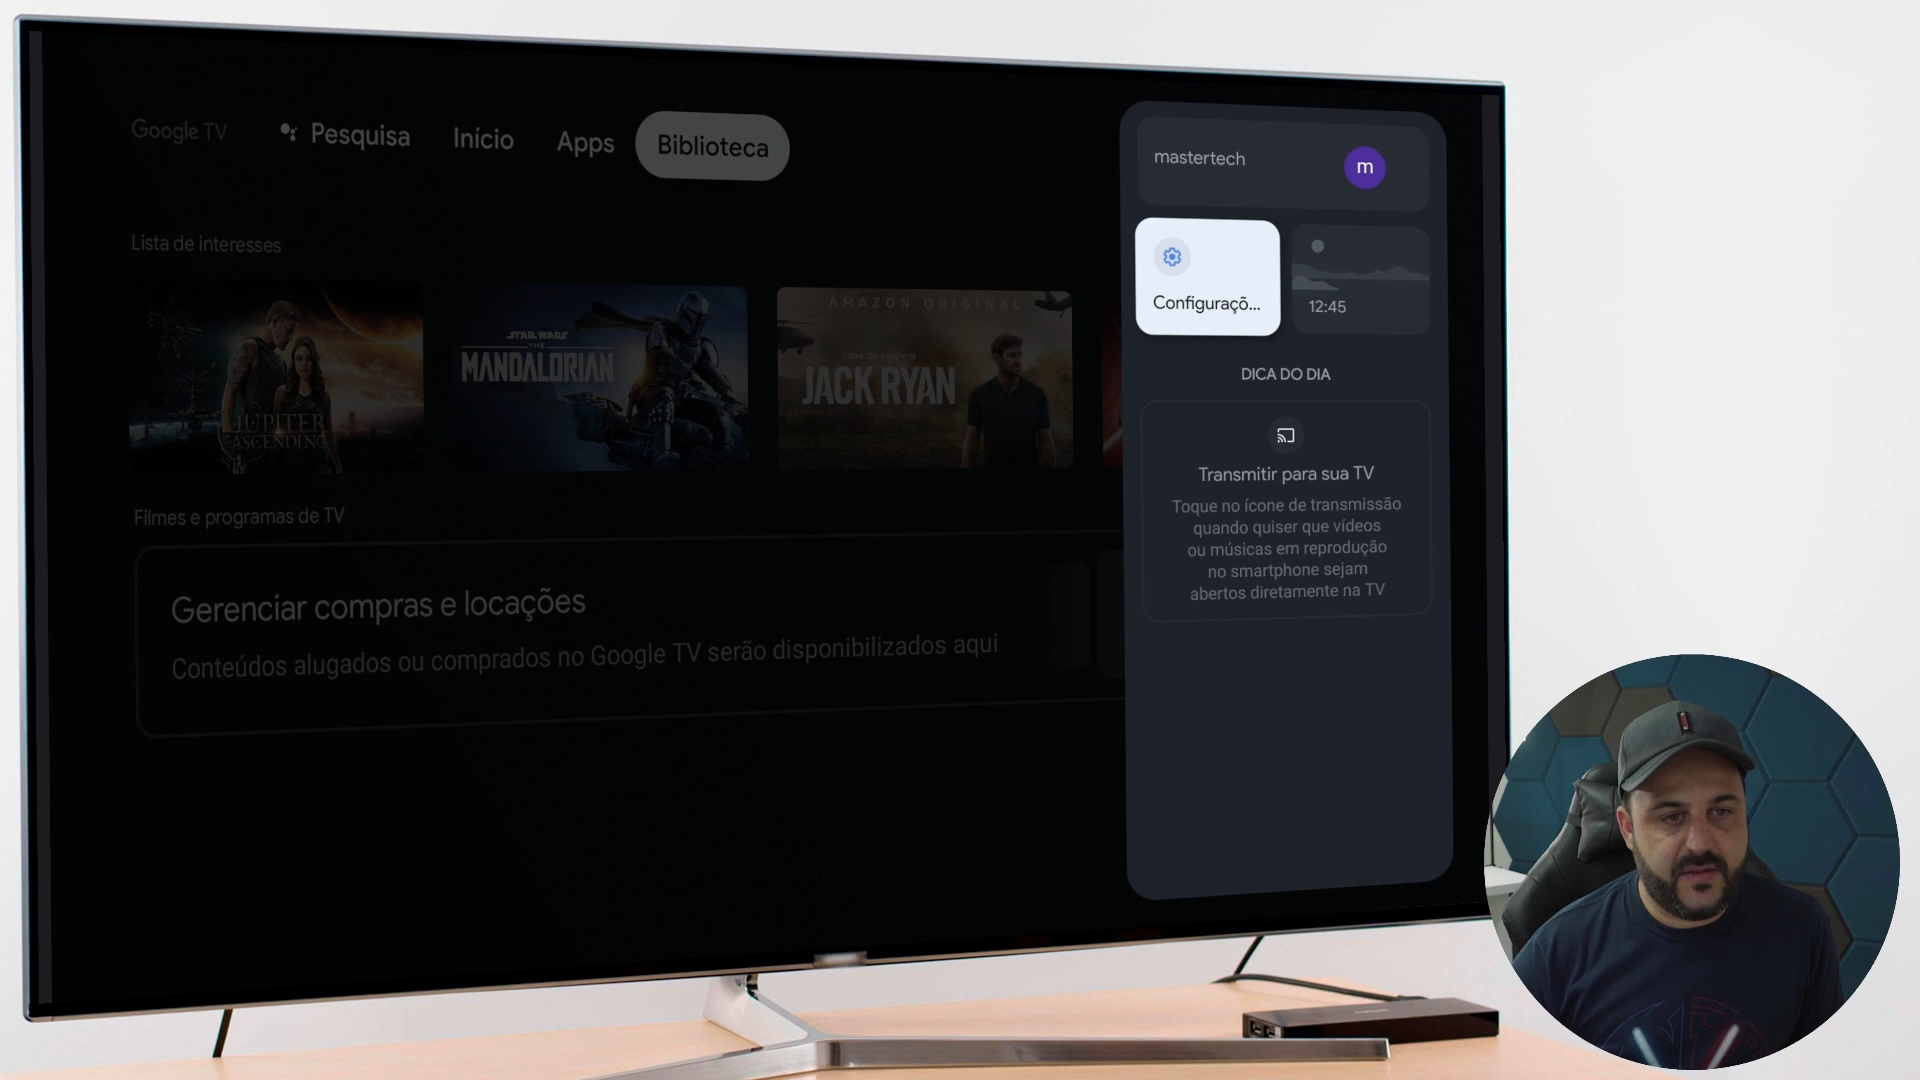 Google TV
Pesquisa
Início
Apps
Biblioteca
Lista de interesses
JUPITER
ASCENDING
STAR WARS
THE
MANDALORIAN
AMAZON ORIGINAL
TOM CLANCY'S
JACK RYAN
Filmes e programas de TV
Gerenciar compras e locações
Conteúdos alugados ou comprados no Google TV serão disponibilizados aqui
mastertech
m
Configuraçõ...
12:45
DICA DO DIA
Transmitir para sua TV
Toque no ícone de transmissão
quando quiser que vídeos
ou músicas em reprodução
no smartphone sejam
abertos diretamente na TV